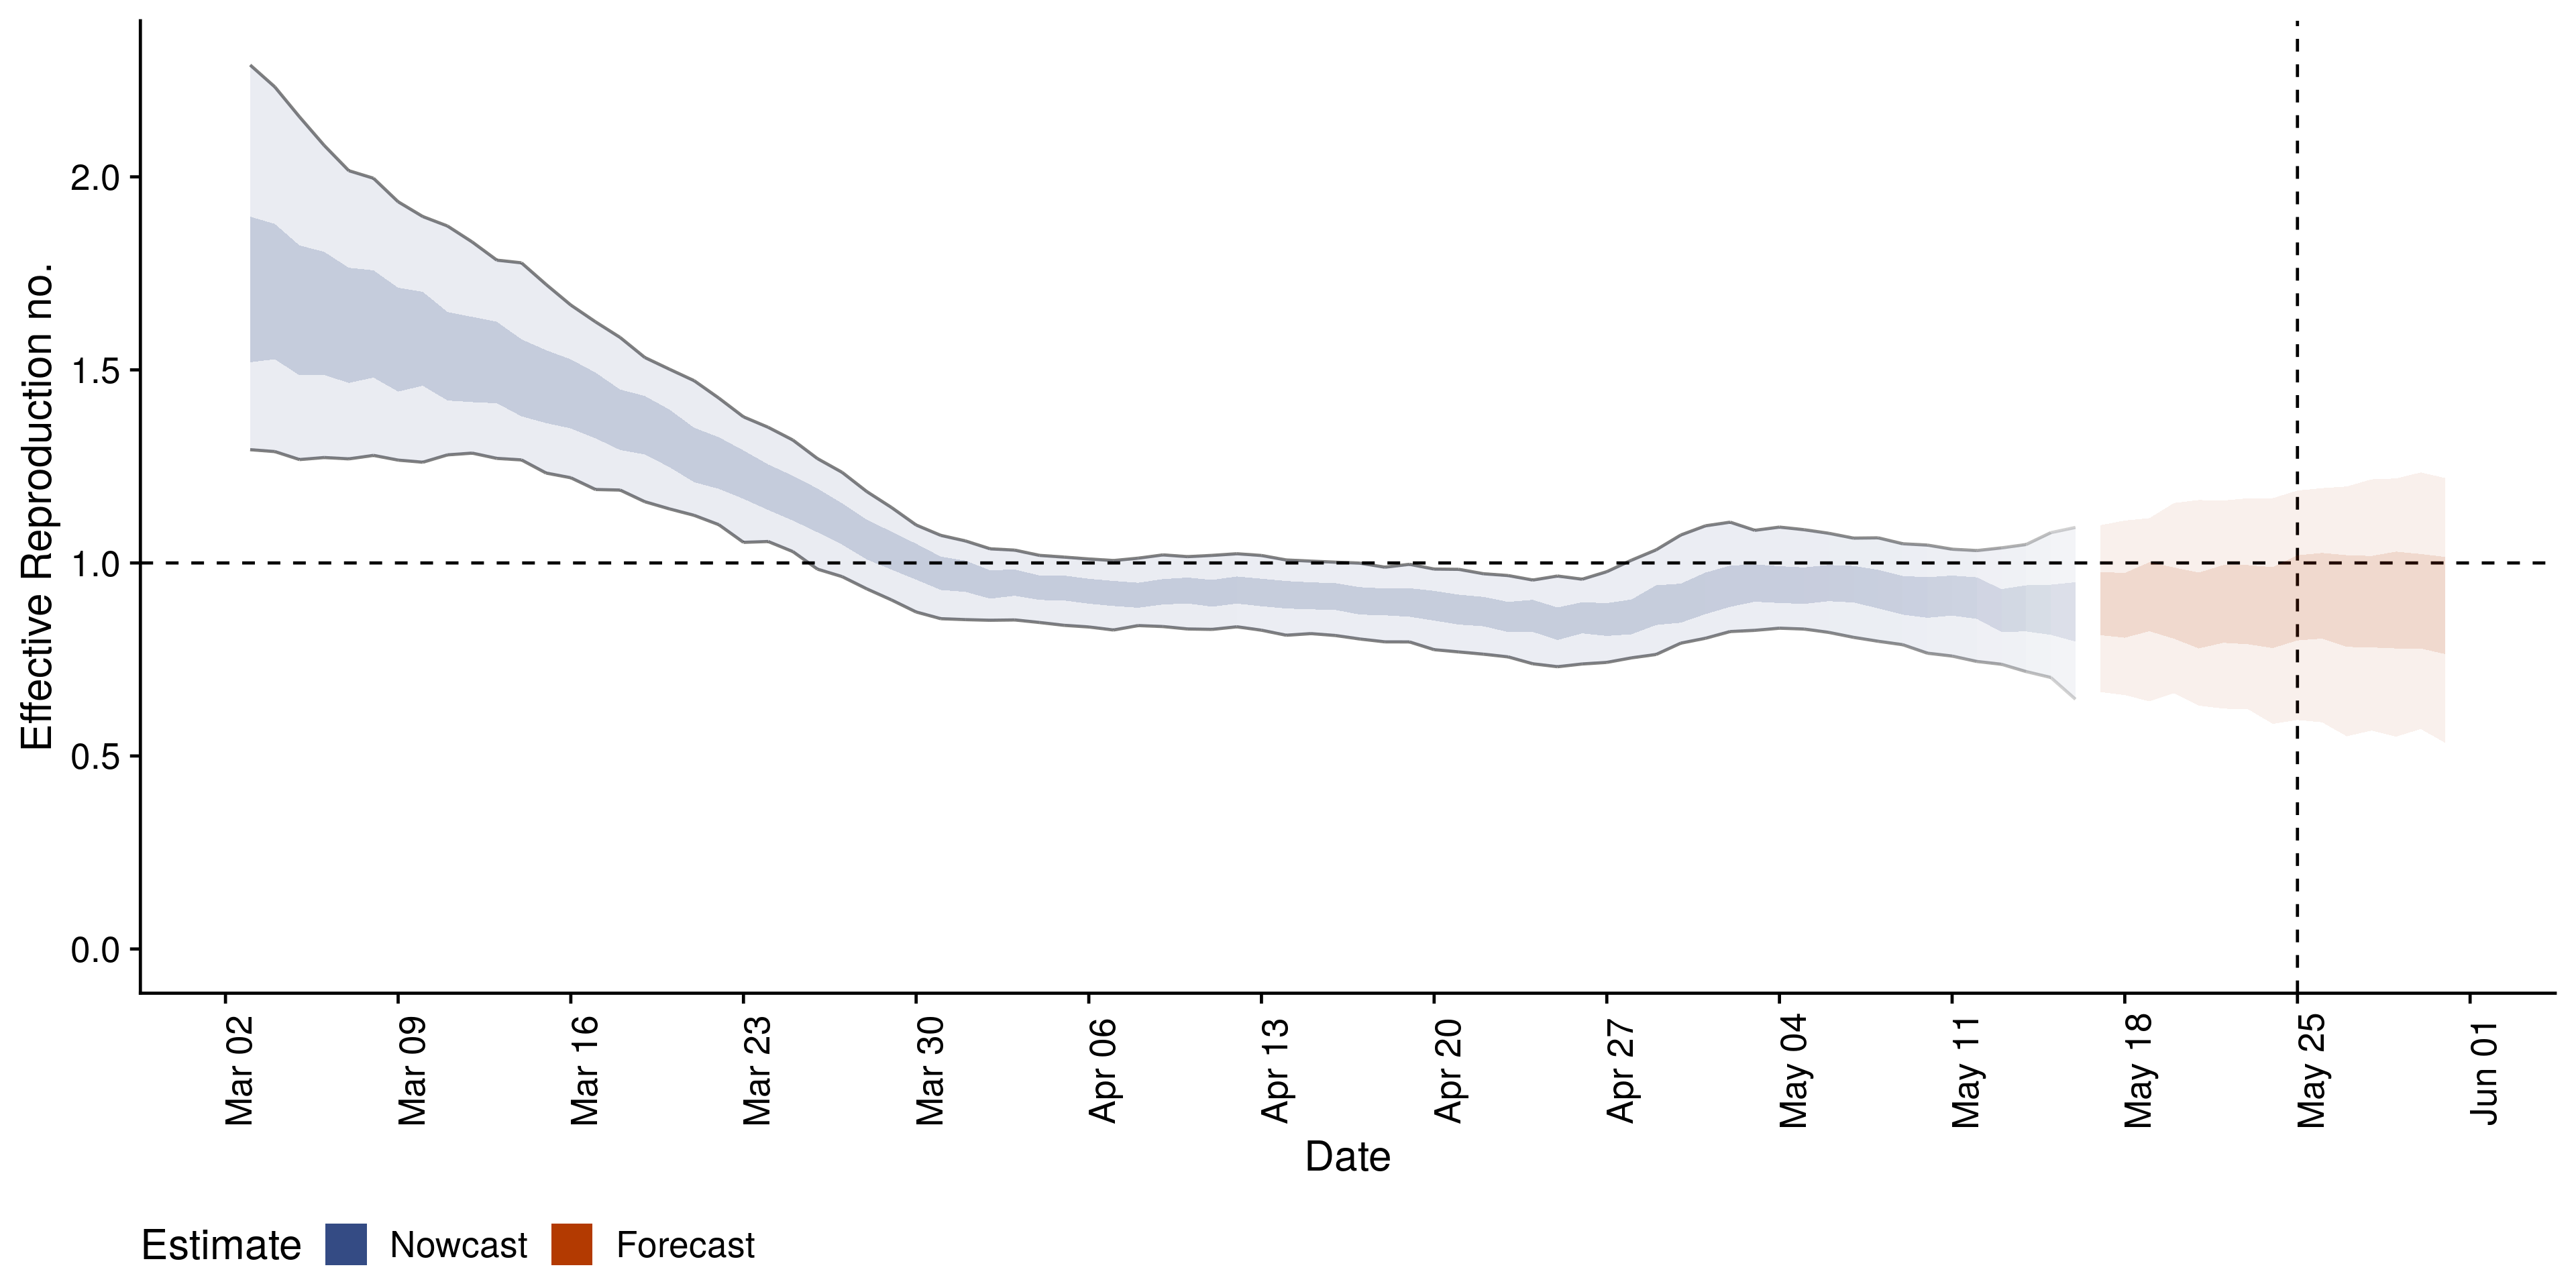 Effective Reproduction no.
2.0
1.5
1.0
0.5
0.0
Mar 02
Mar 09
Mar 16
Mar 23
Mar 30
Apr 06
Apr 13
Apr 20
Apr 27
May 04
May 11
May 18
May 25
Jun 01
Date
Estimate Nowcast Forecast